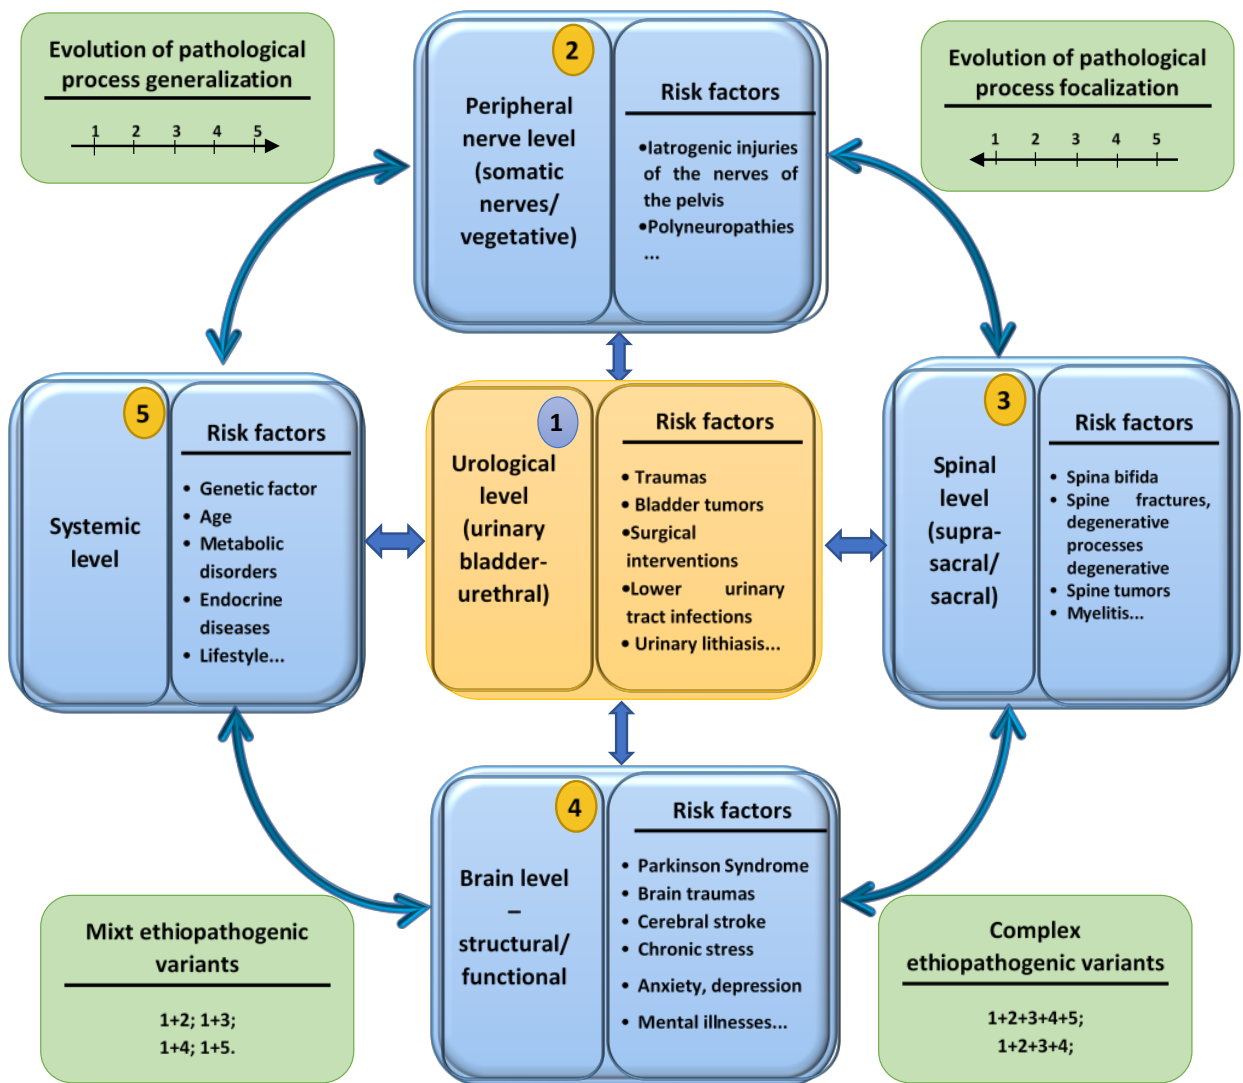 Evolution of pathological
process generalization
1 2 3 4 5
2
Peripheral
nerve level
(somatic
nerves/
vegetative)
Risk factors
•Iatrogenic injuries
of the nerves of
the pelvis
•Polyneuropathies
...
Evolution of pathological
process focalization
1 2 3 4 5
5
Systemic
level
Risk factors
• Genetic factor
• Age
• Metabolic
disorders
• Endocrine
diseases
• Lifestyle...
1
Urological
level
(urinary
bladder-
urethral)
Risk factors
• Traumas
• Bladder tumors
•Surgical
interventions
•Lower urinary
tract infections
• Urinary lithiasis...
3
Spinal
level
(supra-
sacral/
sacral)
Risk factors
• Spina bifida
• Spine fractures,
degenerative
processes
degenerative
• Spine tumors
• Myelitis...
4
Brain level
–
structural/
functional
Risk factors
• Parkinson Syndrome
• Brain traumas
• Cerebral stroke
• Chronic stress
• Anxiety, depression
• Mental illnesses...
Mixt ethiopathogenic
variants
1+2; 1+3;
1+4; 1+5.
Complex
ethiopathogenic variants
1+2+3+4+5;
1+2+3+4;